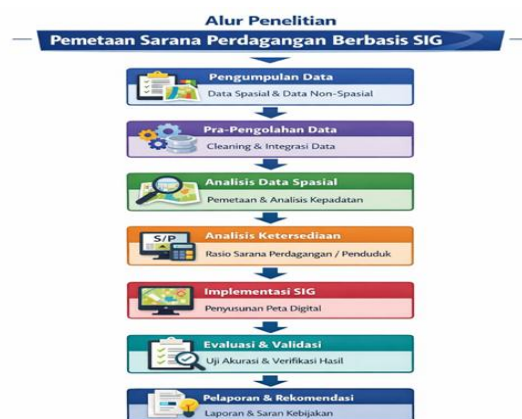 Alur Penelitian
Pemetaan Sarana Perdagangan Berbasis SIG
Pengumpulan Data
Data Spasial & Data Non-Spasial
Pra-Pengolahan Data
Cleaning & Integrasi Data
Analisis Data Spasial
Pemetaan & Analisis Kepadatan
S/P
Analisis Ketersediaan
Rasio Sarana Perdagangan / Penduduk
Implementasi SIG
Penyusunan Peta Digital
Evaluasi & Validasi
Uji Akurasi & Verifikasi Hasil
Pelaporan & Rekomendasi
Laporan & Saran Kebijakan